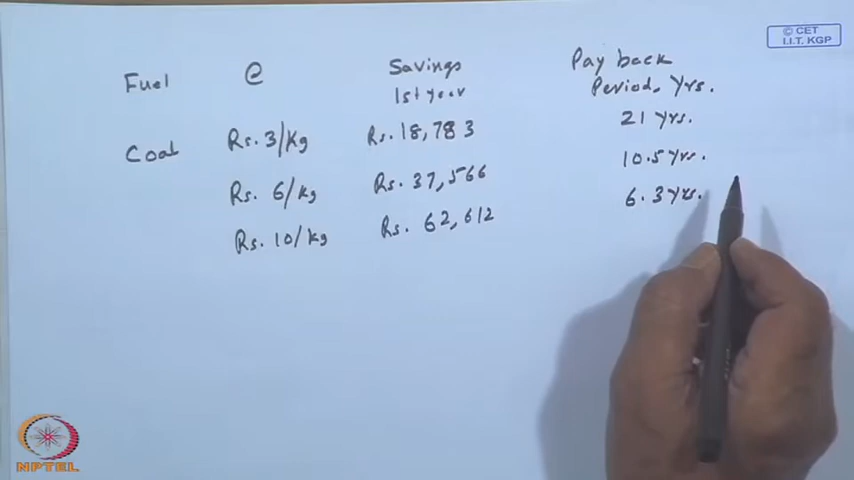 © CET
I.I.T. KGP
Fuel @ Savings 1st year Pay back Period, Yrs.
Coal Rs. 3/Kg Rs. 18,783 21 yrs.
Rs. 6/kg Rs. 37,566 10.5 yrs.
Rs. 10/kg Rs. 62,612 6.3 yrs.
NPTEL